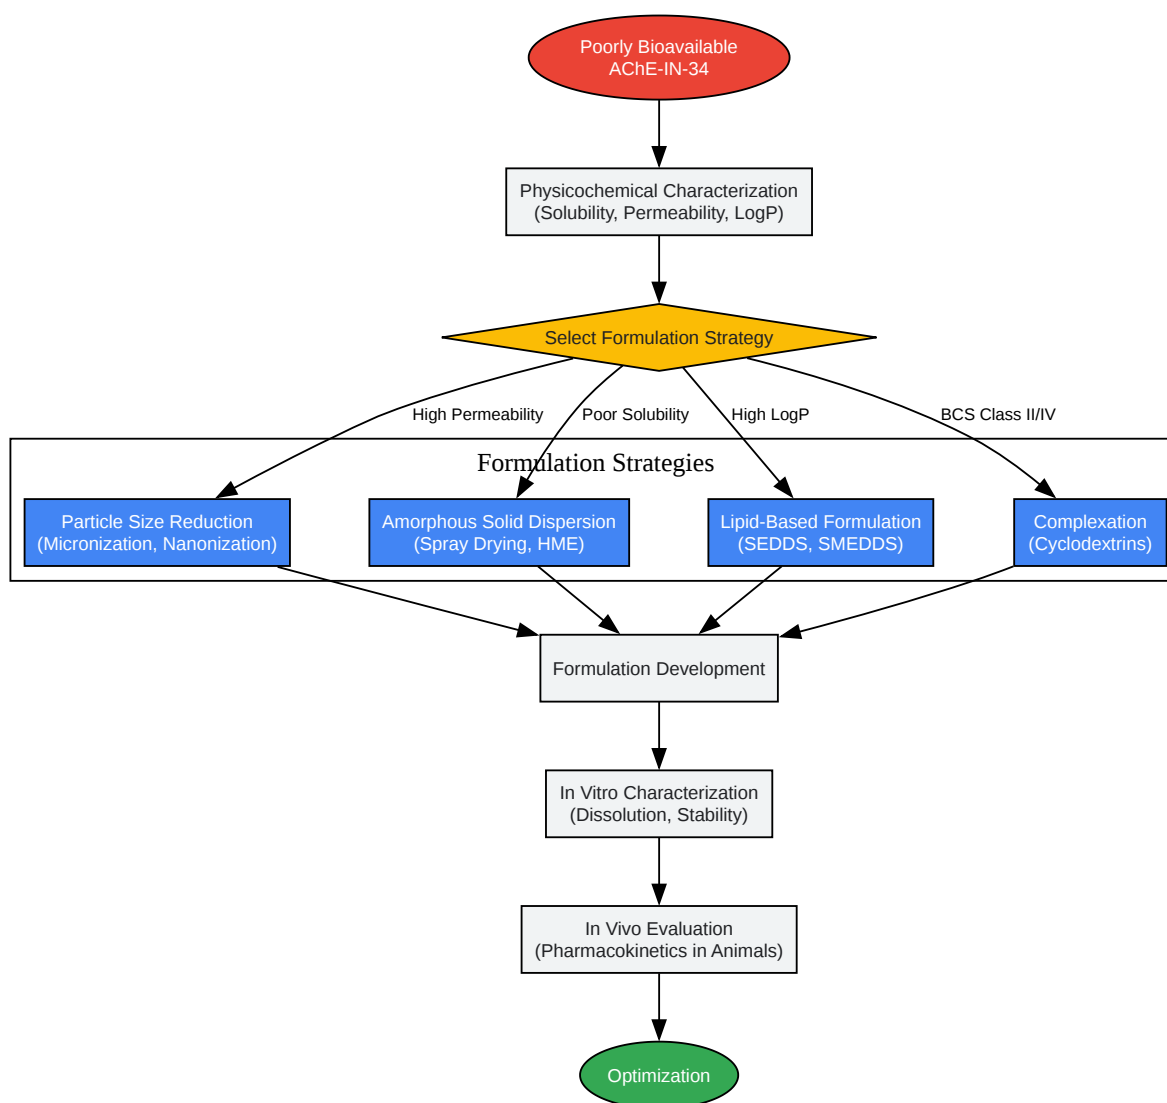 Poorly Bioavailable
AChE-IN-34
Physicochemical Characterization
(Solubility, Permeability, LogP)
Select Formulation Strategy
High Permeability
Poor Solubility
High LogP
BCS Class II/IV
Formulation Strategies
Particle Size Reduction
(Micronization, Nanonization)
Amorphous Solid Dispersion
(Spray Drying, HME)
Lipid-Based Formulation
(SEDDS, SMEDDS)
Complexation
(Cyclodextrins)
Formulation Development
In Vitro Characterization
(Dissolution, Stability)
In Vivo Evaluation
(Pharmacokinetics in Animals)
Optimization